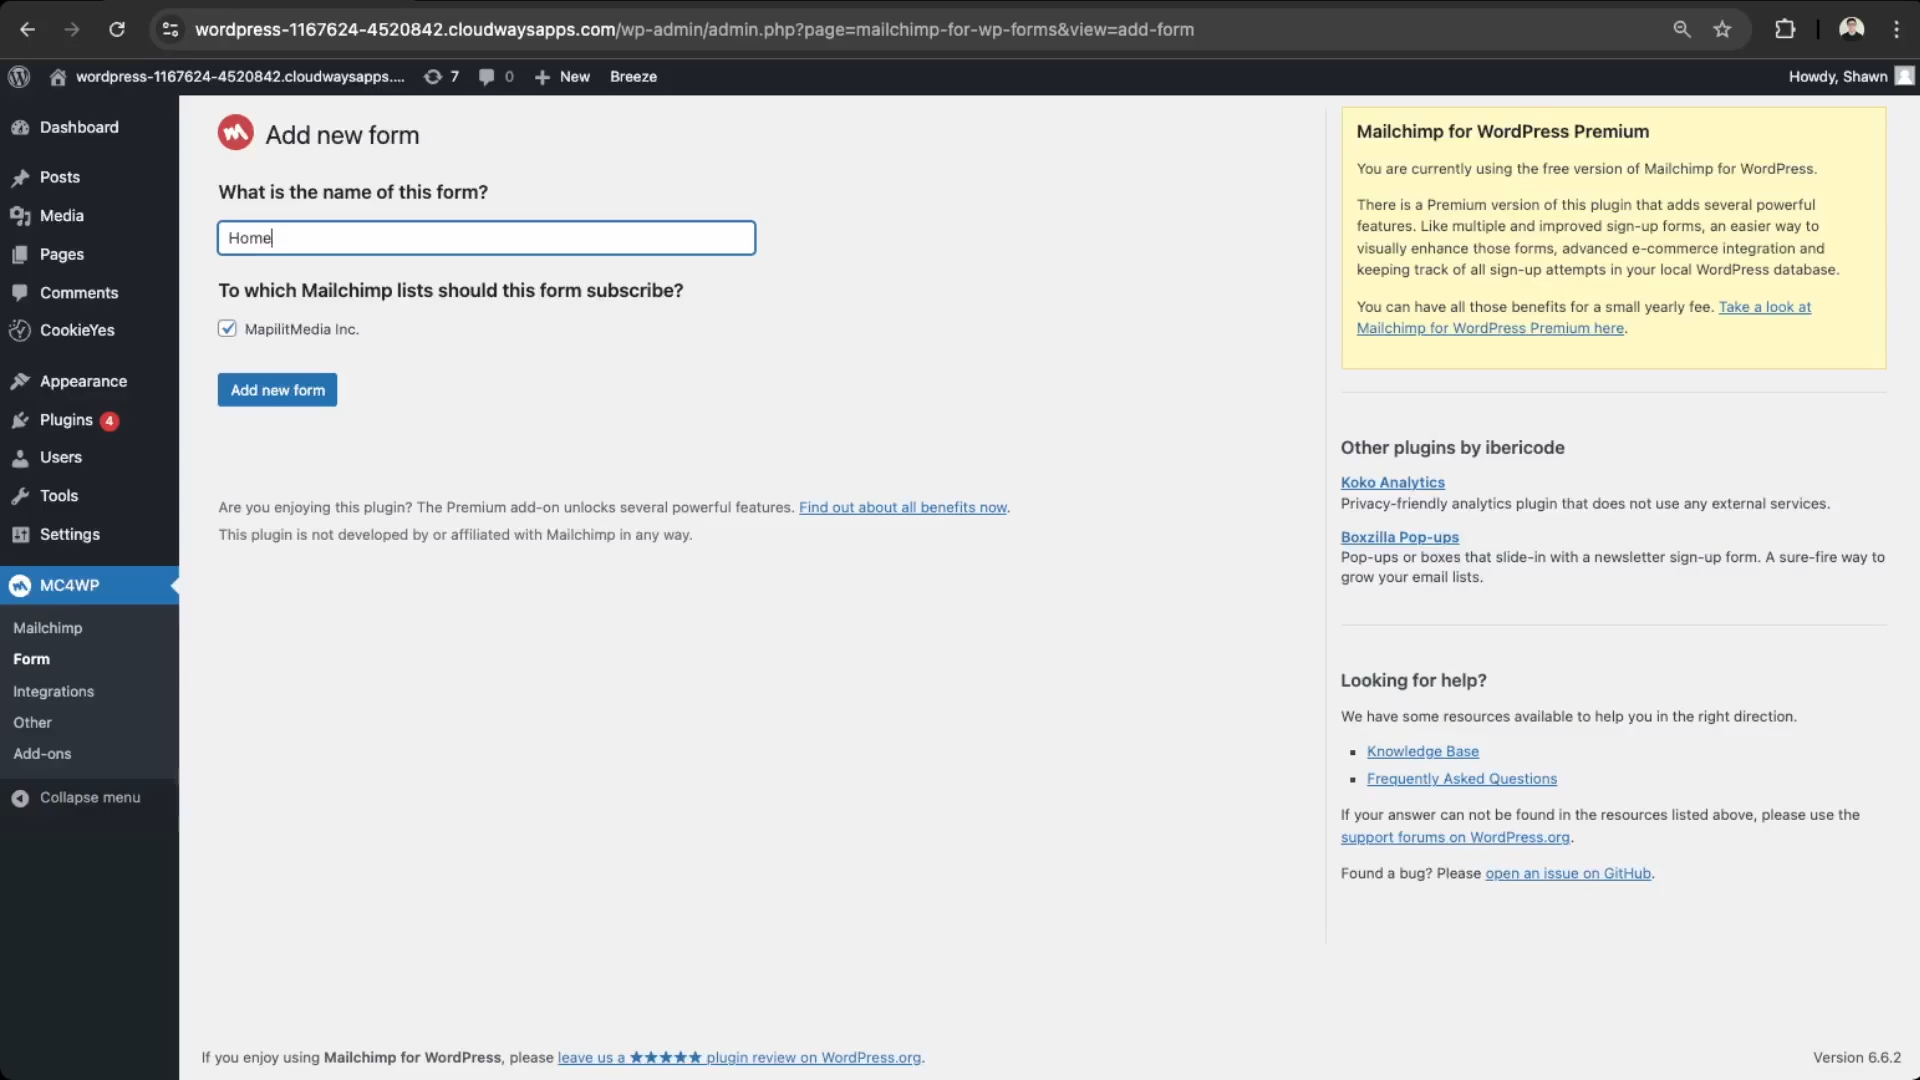 wordpress-1167624-4520842.cloudwaysapps.com/wp-admin/admin.php?page=mailchimp-for-wp-forms&view=add-form
wordpress-1167624-4520842.cloudwaysapps.... 7 0 New Breeze Howdy, Shawn
Dashboard
Posts
Media
Pages
Comments
CookieYes
Appearance
Plugins 4
Users
Tools
Settings
MC4WP
Mailchimp
Form
Integrations
Other
Add-ons
Collapse menu
Add new form
What is the name of this form?
Home
To which Mailchimp lists should this form subscribe?
MapilitMedia Inc.
Add new form
Are you enjoying this plugin? The Premium add-on unlocks several powerful features. Find out about all benefits now.
This plugin is not developed by or affiliated with Mailchimp in any way.
Mailchimp for WordPress Premium
You are currently using the free version of Mailchimp for WordPress.
There is a Premium version of this plugin that adds several powerful
features. Like multiple and improved sign-up forms, an easier way to
visually enhance those forms, advanced e-commerce integration and
keeping track of all sign-up attempts in your local WordPress database.
You can have all those benefits for a small yearly fee. Take a look at
Mailchimp for WordPress Premium here.
Other plugins by ibericode
Koko Analytics
Privacy-friendly analytics plugin that does not use any external services.
Boxzilla Pop-ups
Pop-ups or boxes that slide-in with a newsletter sign-up form. A sure-fire way to
grow your email lists.
Looking for help?
We have some resources available to help you in the right direction.
Knowledge Base
Frequently Asked Questions
If your answer can not be found in the resources listed above, please use the
support forums on WordPress.org.
Found a bug? Please open an issue on GitHub.
If you enjoy using Mailchimp for WordPress, please leave us a ★★★★★ plugin review on WordPress.org.
Version 6.6.2